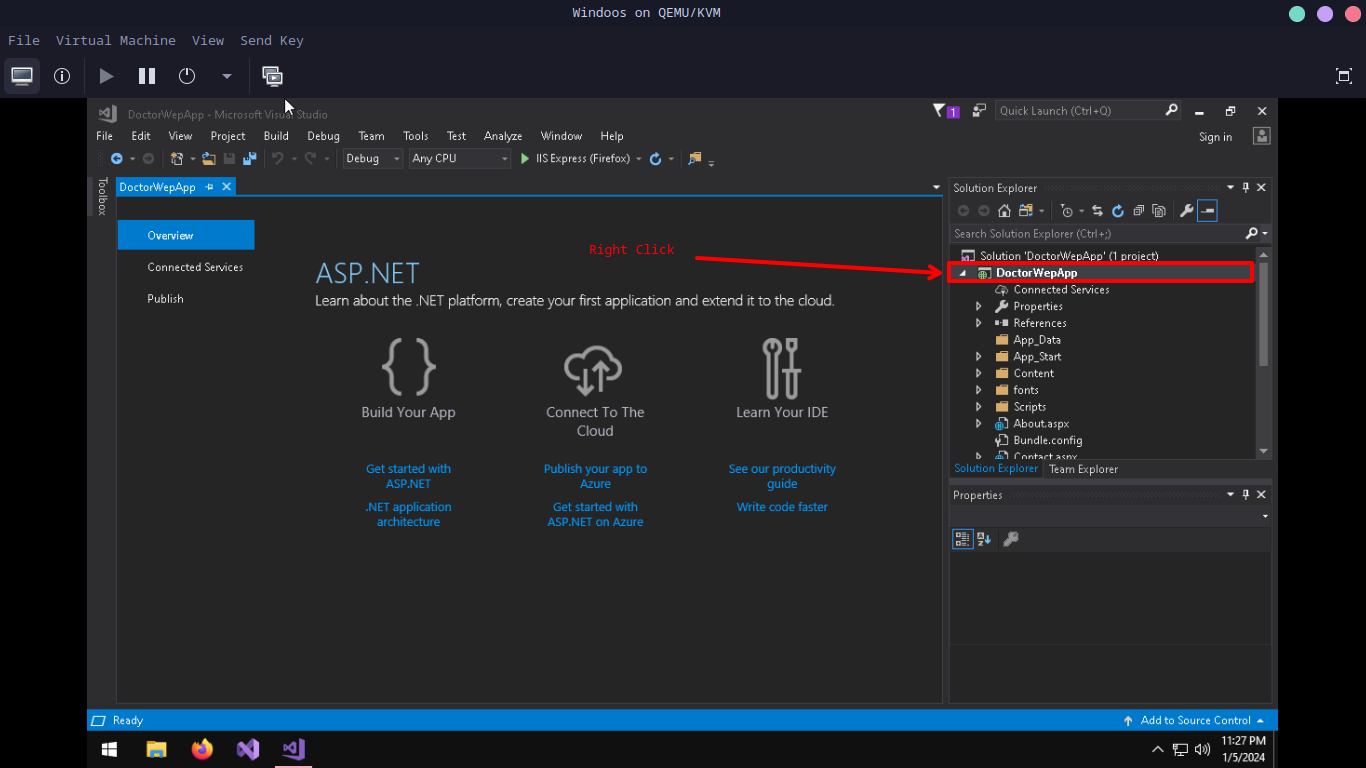 Windoos on QEMU/KVM
File Virtual Machine View Send Key
DoctorWepApp - Microsoft Visual Studio
1
Quick Launch (Ctrl+Q)
File Edit View Project Build Debug Team Tools Test Analyze Window Help
Sign in
Debug Any CPU IIS Express (Firefox)
Toolbox
DoctorWepApp
Overview
Connected Services
Publish
ASP.NET
Learn about the .NET platform, create your first application and extend it to the cloud.
Build Your App
Get started with
ASP.NET
.NET application
architecture
Connect To The
Cloud
Publish your app to
Azure
Get started with
ASP.NET on Azure
Learn Your IDE
See our productivity
guide
Write code faster
Right Click
Solution Explorer
Search Solution Explorer (Ctrl+;)
Solution 'DoctorWepApp' (1 project)
DoctorWepApp
Connected Services
Properties
References
App_Data
App_Start
Content
fonts
Scripts
About.aspx
Bundle.config
Contact.aspx
Solution Explorer Team Explorer
Properties
Ready
Add to Source Control
11:27 PM
1/5/2024